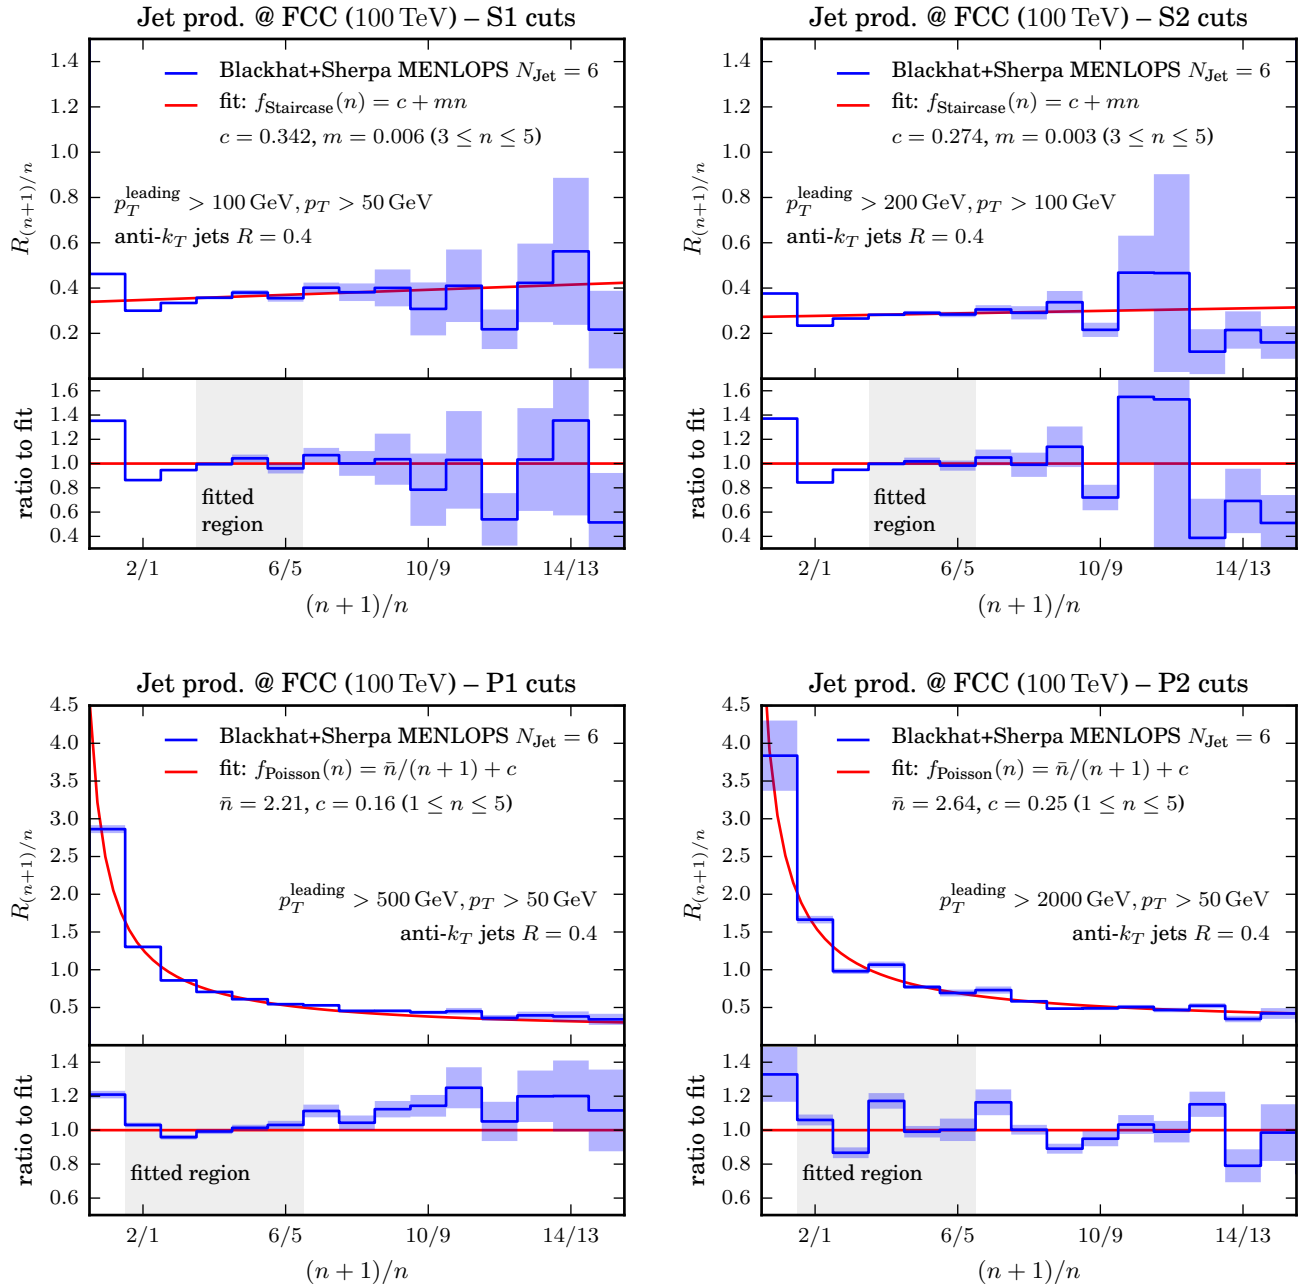 Jet prod. @ FCC (100 TeV) – S1 cuts
1.4
1.2
1.0
0.8
0.6
0.4
0.2
R(n+1)/n
Blackhat+Sherpa MENLOPS N_Jet = 6
fit: f_Staircase(n) = c + mn
c = 0.342, m = 0.006 (3 ≤ n ≤ 5)
p_T^leading > 100 GeV, p_T > 50 GeV
anti-k_T jets R = 0.4
1.6
1.4
1.2
1.0
0.8
0.6
0.4
ratio to fit
fitted
region
2/1 6/5 10/9 14/13
(n + 1)/n
Jet prod. @ FCC (100 TeV) – S2 cuts
1.4
1.2
1.0
0.8
0.6
0.4
0.2
R(n+1)/n
Blackhat+Sherpa MENLOPS N_Jet = 6
fit: f_Staircase(n) = c + mn
c = 0.274, m = 0.003 (3 ≤ n ≤ 5)
p_T^leading > 200 GeV, p_T > 100 GeV
anti-k_T jets R = 0.4
1.6
1.4
1.2
1.0
0.8
0.6
0.4
ratio to fit
fitted
region
2/1 6/5 10/9 14/13
(n + 1)/n
Jet prod. @ FCC (100 TeV) – P1 cuts
4.5
4.0
3.5
3.0
2.5
2.0
1.5
1.0
0.5
R(n+1)/n
Blackhat+Sherpa MENLOPS N_Jet = 6
fit: f_Poisson(n) = n̄/(n + 1) + c
n̄ = 2.21, c = 0.16 (1 ≤ n ≤ 5)
p_T^leading > 500 GeV, p_T > 50 GeV
anti-k_T jets R = 0.4
1.4
1.2
1.0
0.8
0.6
ratio to fit
fitted region
2/1 6/5 10/9 14/13
(n + 1)/n
Jet prod. @ FCC (100 TeV) – P2 cuts
4.5
4.0
3.5
3.0
2.5
2.0
1.5
1.0
0.5
R(n+1)/n
Blackhat+Sherpa MENLOPS N_Jet = 6
fit: f_Poisson(n) = n̄/(n + 1) + c
n̄ = 2.64, c = 0.25 (1 ≤ n ≤ 5)
p_T^leading > 2000 GeV, p_T > 50 GeV
anti-k_T jets R = 0.4
1.4
1.2
1.0
0.8
0.6
ratio to fit
fitted region
2/1 6/5 10/9 14/13
(n + 1)/n